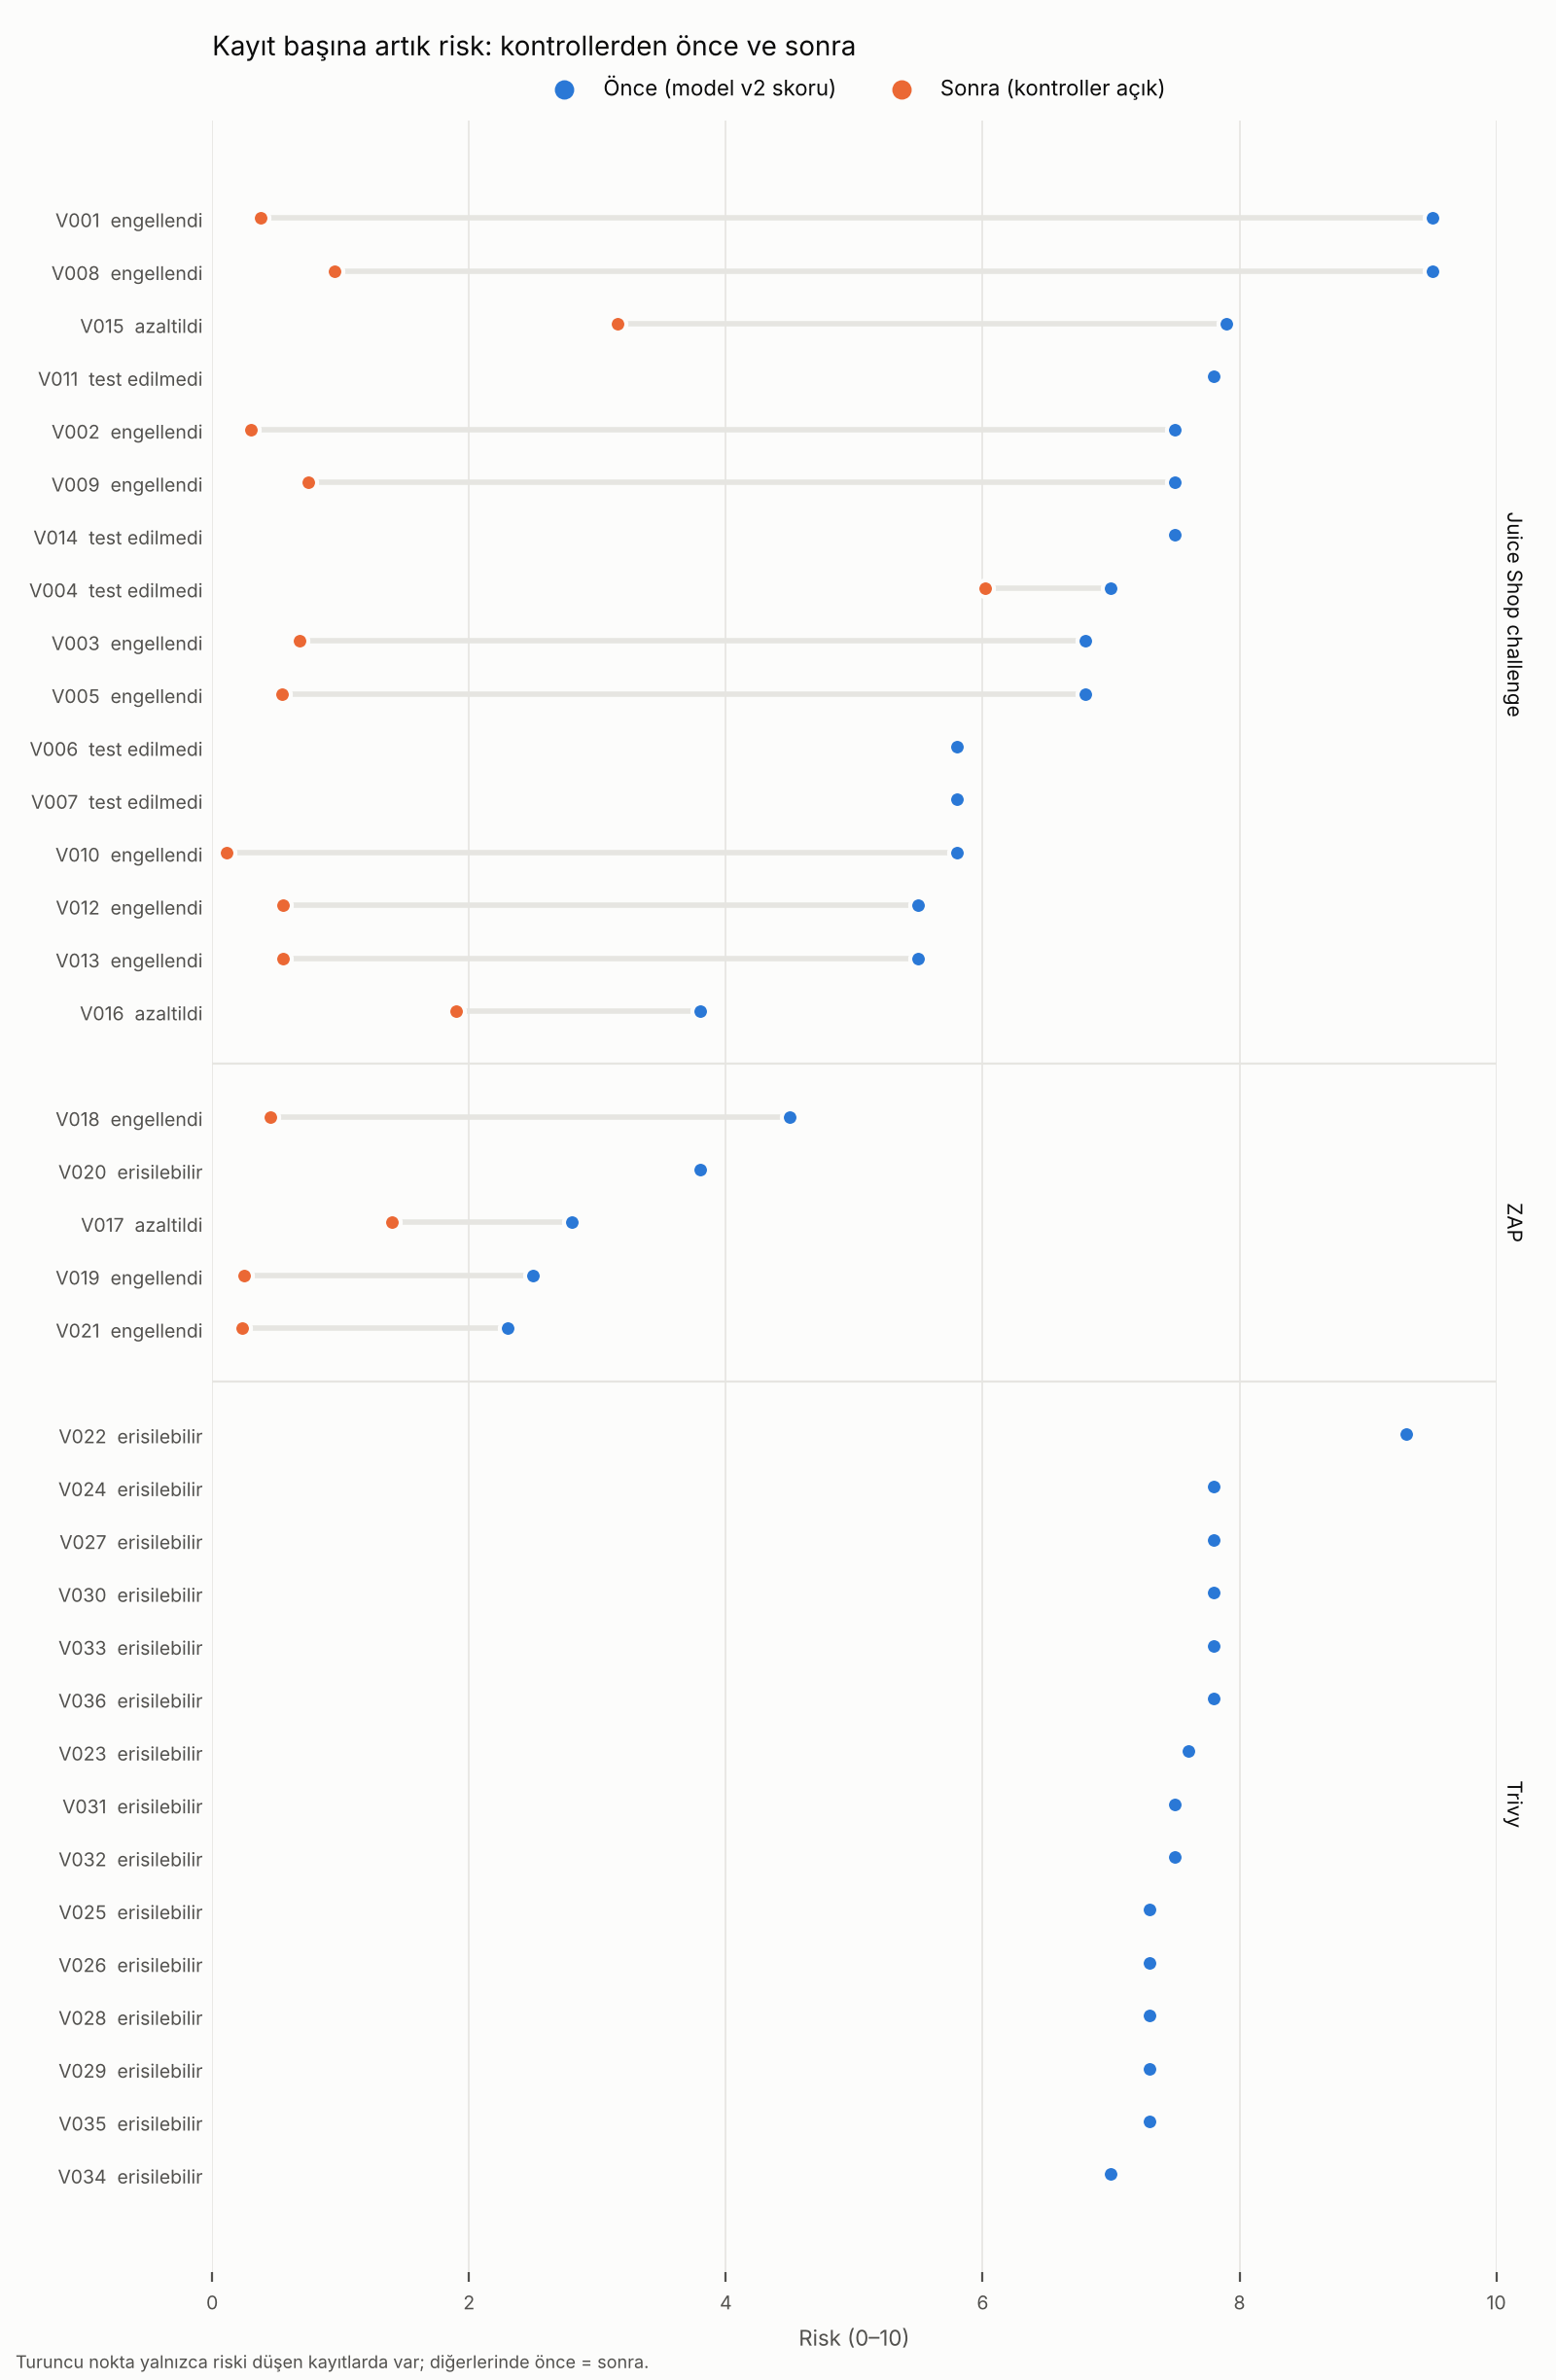 Kayıt başına artık risk: kontrollerden önce ve sonra
Önce (model v2 skoru) Sonra (kontroller açık)
V001 engellendi
V008 engellendi
V015 azaltildi
V011 test edilmedi
V002 engellendi
V009 engellendi
V014 test edilmedi
V004 test edilmedi
V003 engellendi
V005 engellendi
V006 test edilmedi
V007 test edilmedi
V010 engellendi
V012 engellendi
V013 engellendi
V016 azaltildi
Juice Shop challenge
V018 engellendi
V020 erisilebilir
V017 azaltildi
V019 engellendi
V021 engellendi
ZAP
V022 erisilebilir
V024 erisilebilir
V027 erisilebilir
V030 erisilebilir
V033 erisilebilir
V036 erisilebilir
V023 erisilebilir
V031 erisilebilir
V032 erisilebilir
V025 erisilebilir
V026 erisilebilir
V028 erisilebilir
V029 erisilebilir
V035 erisilebilir
V034 erisilebilir
Trivy
0 2 4 6 8 10
Risk (0–10)
Turuncu nokta yalnızca riski düşen kayıtlarda var; diğerlerinde önce = sonra.